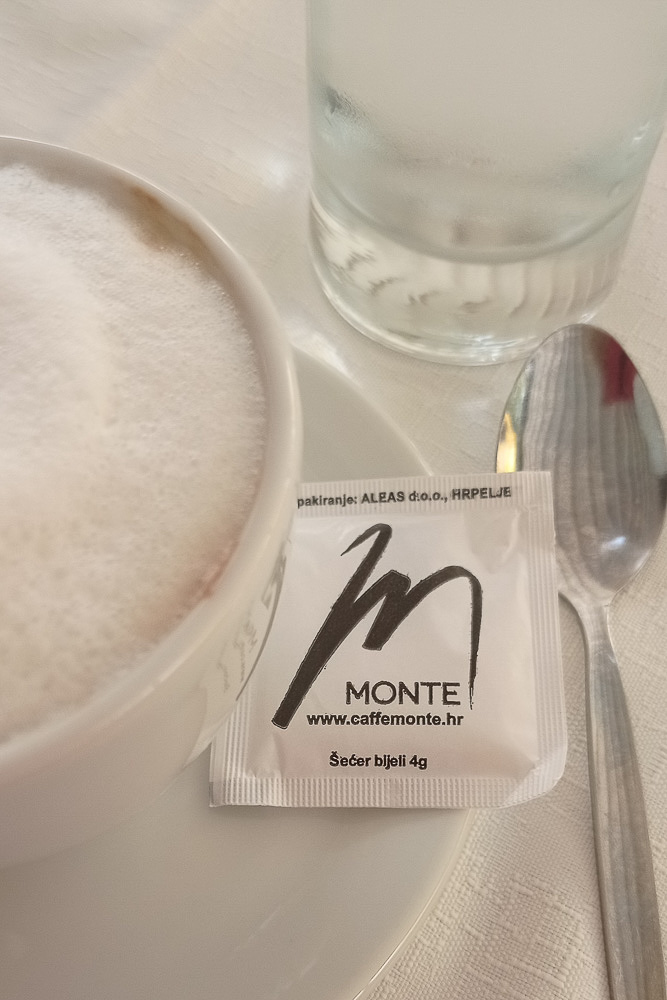 pakiranje: ALEAS d.o.o., HRPELJE
m
MONTE
www.caffemonte.hr
Šećer bijeli 4g